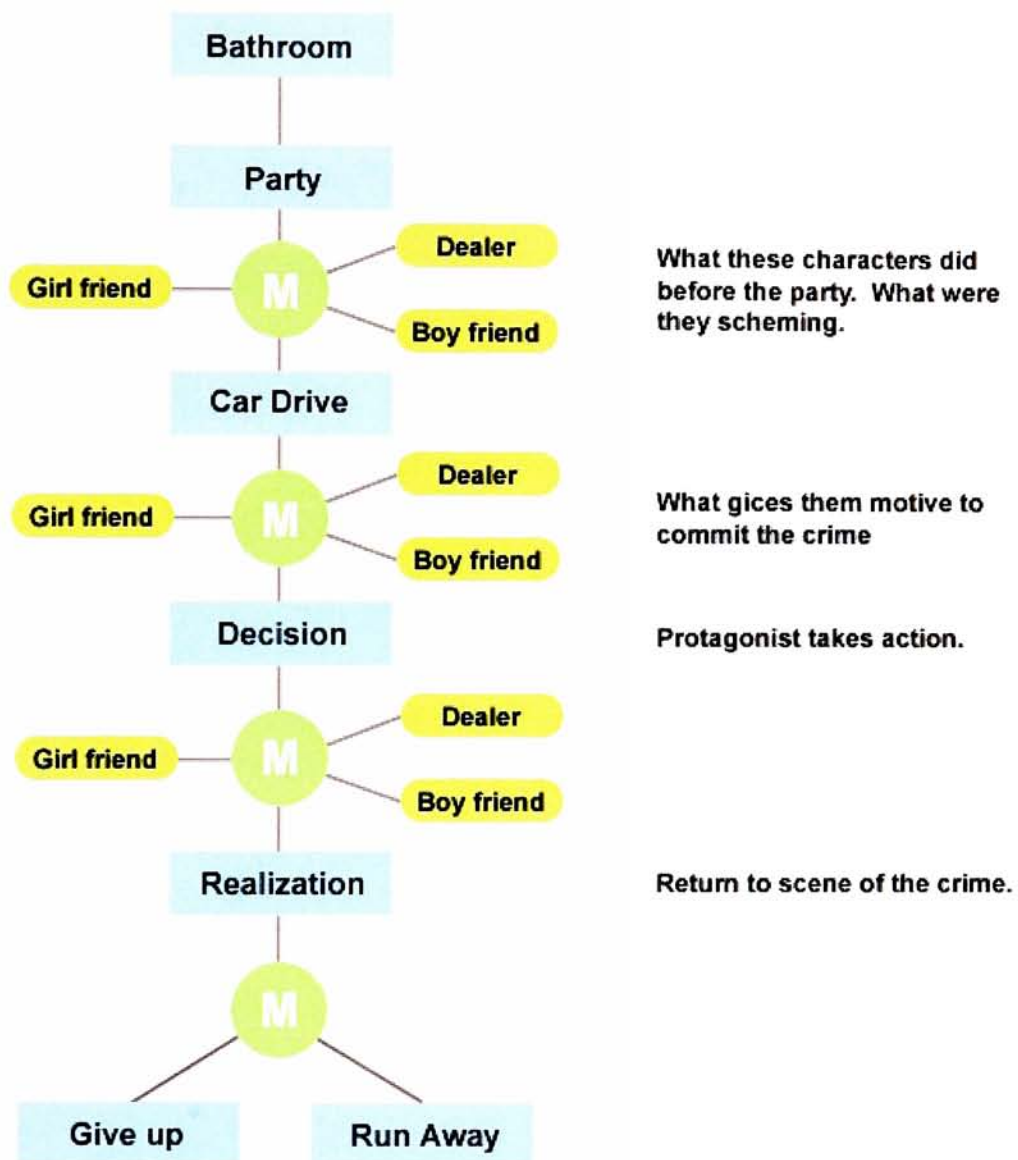 Bathroom
Party
Dealer
Girl friend
M
Boy friend
What these characters did
before the party. What were
they scheming.
Car Drive
Dealer
Girl friend
M
Boy friend
What gices them motive to
commit the crime
Decision
Protagonist takes action.
Dealer
Girl friend
M
Boy friend
Realization
Return to scene of the crime.
M
Give up
Run Away